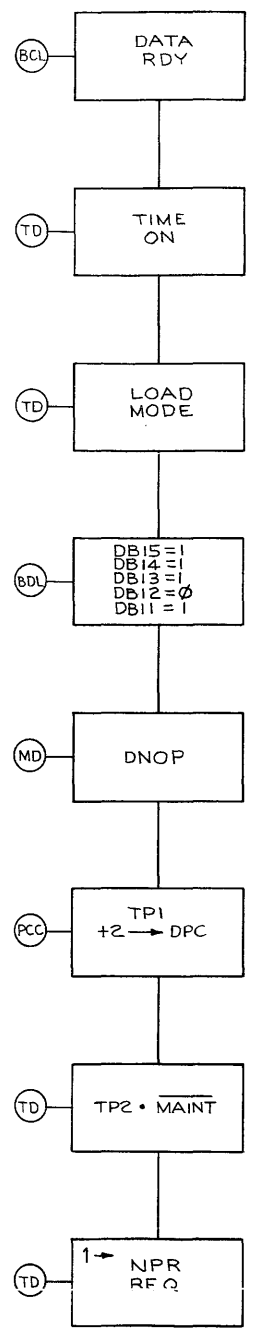 BCL
DATA
RDY
TD
TIME
ON
TD
LOAD
MODE
BDL
DB15=1
DB14=1
DB13=1
DB12=Ø
DB11=1
MD
DNOP
PCC
TP1
+2 → DPC
TD
TP2 • MAINT
TD
1→
NPR
REQ